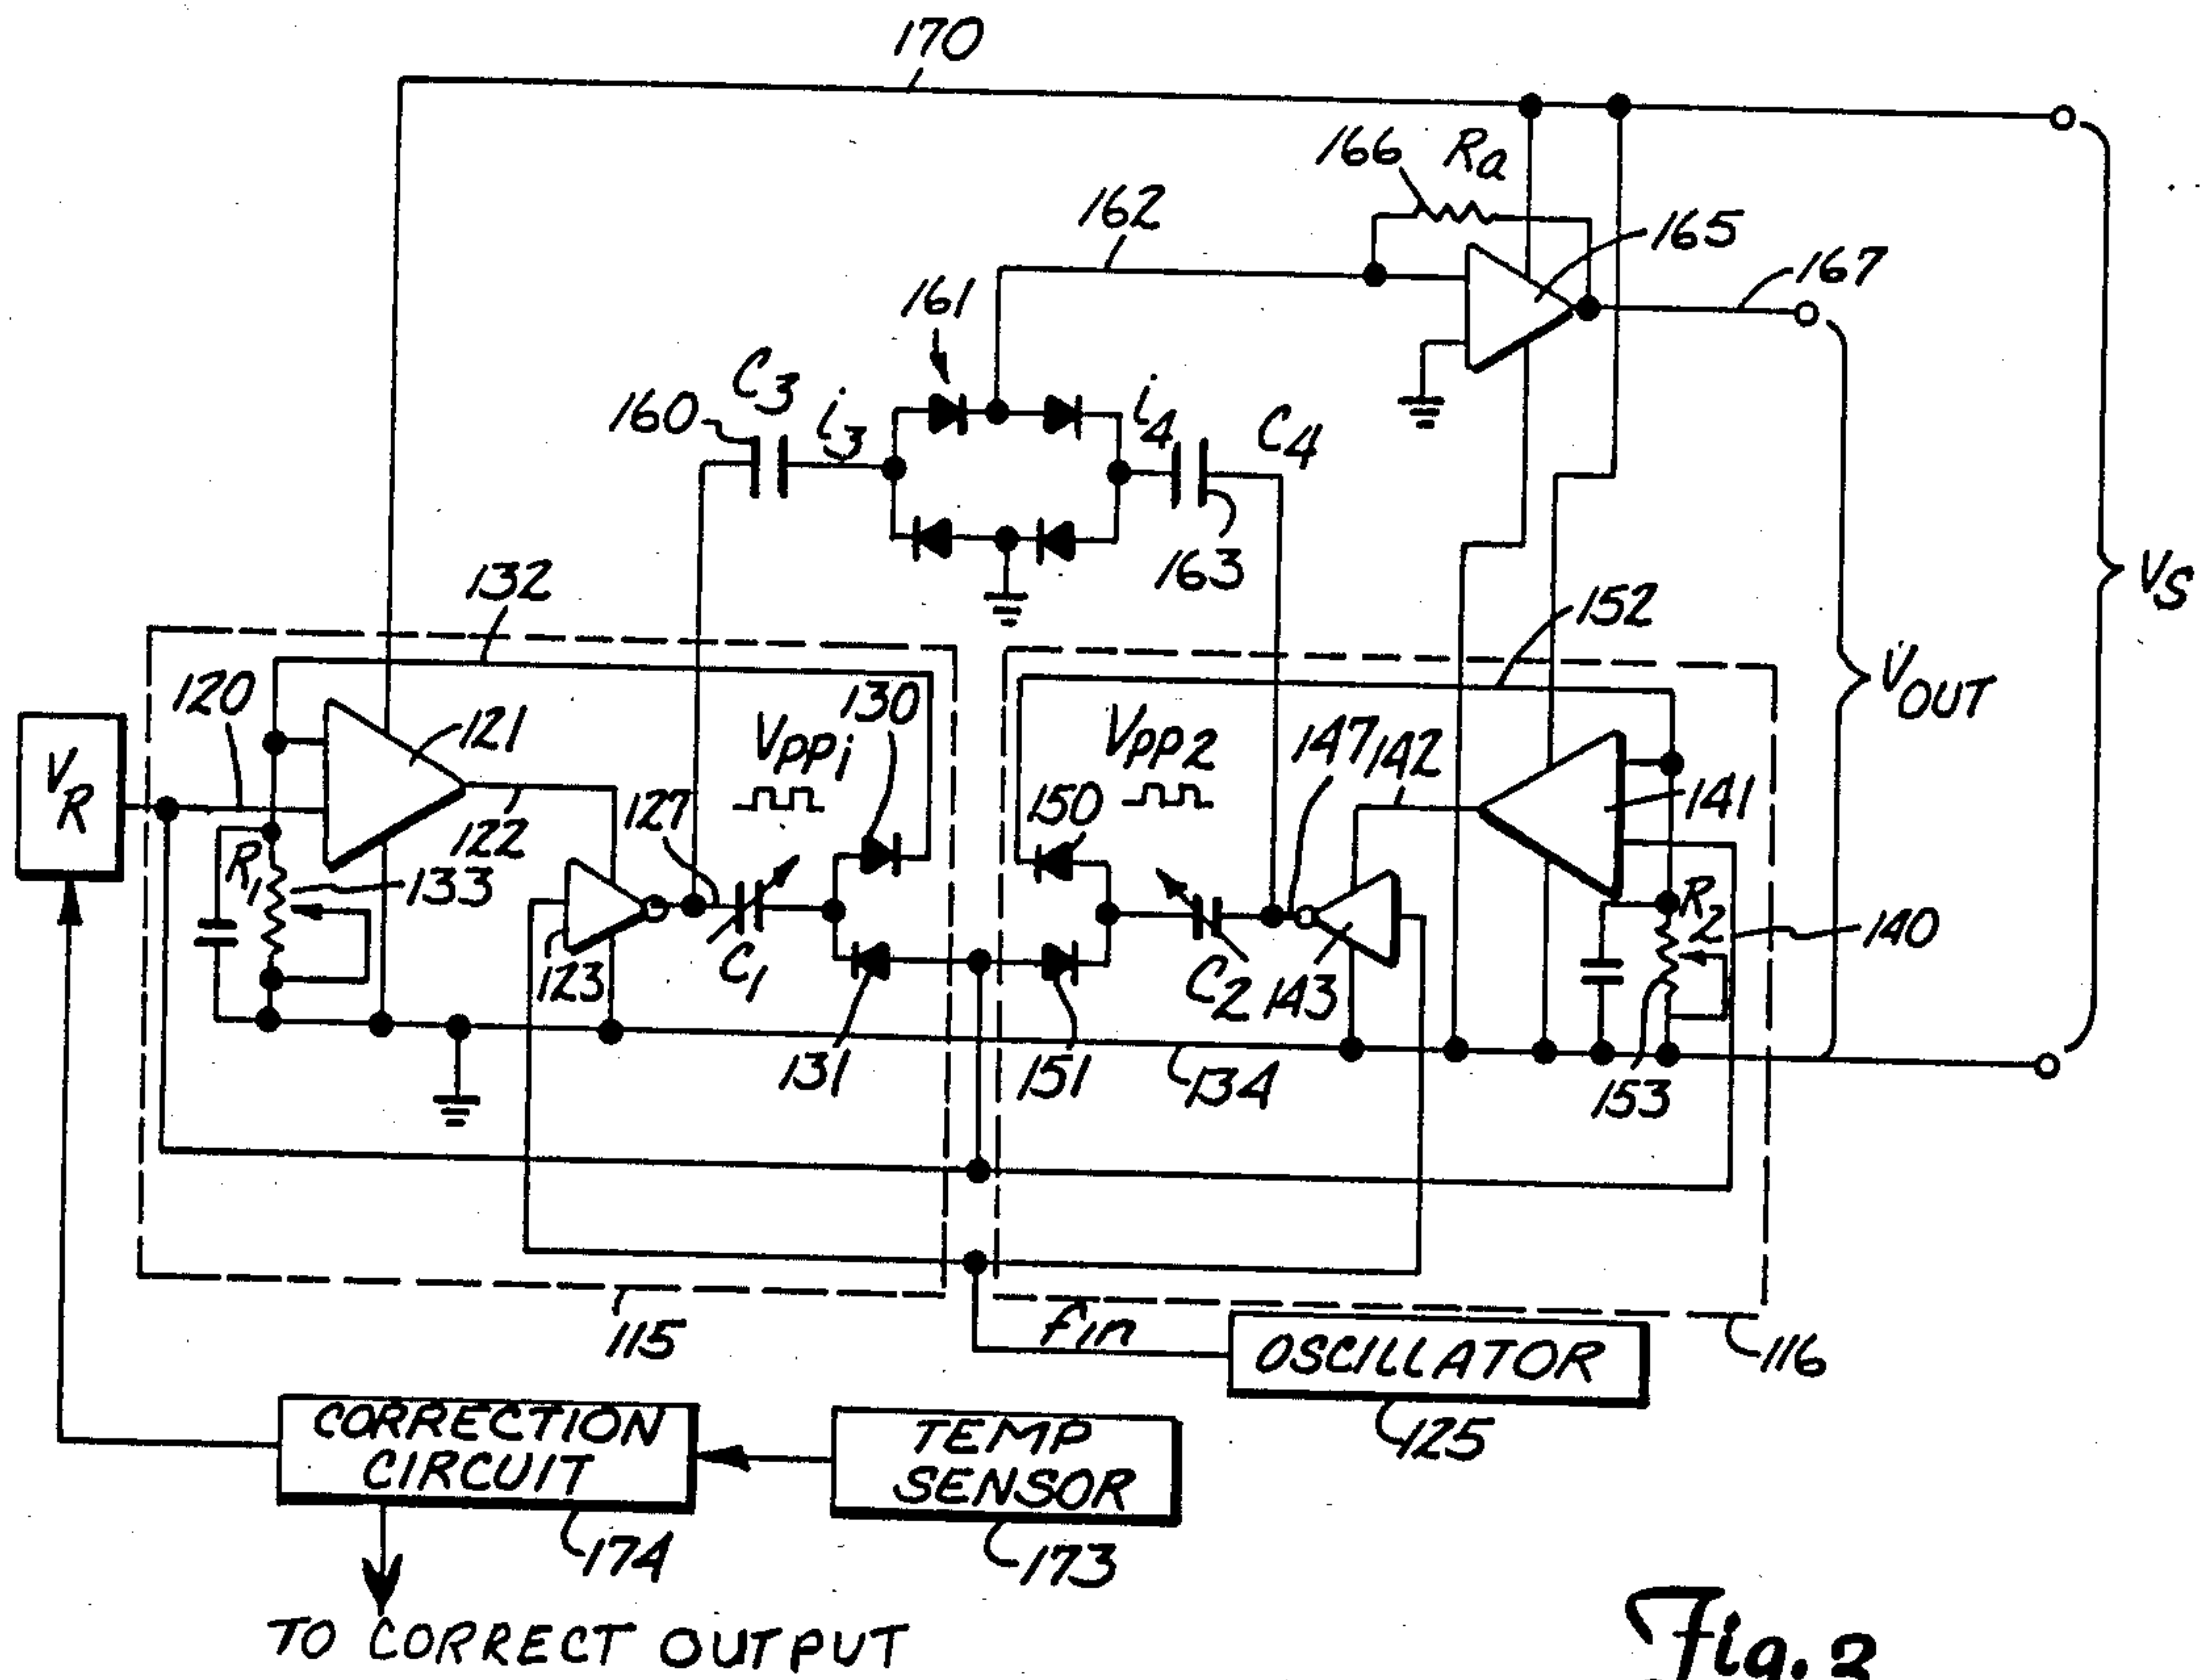 170
166 Ra
162
165
167
161
C3
160
i3
i4
C4
163
VS
132
152
120
130
121
VPPi
VPP2
147
142
VOUT
VR
127
150
141
122
R1
133
R2
140
123
C1
C2
143
131
151
134
153
115
fin
OSCILLATOR
116
125
CORRECTION
CIRCUIT
TEMP
SENSOR
174
173
TO CORRECT OUTPUT
Fig. 3